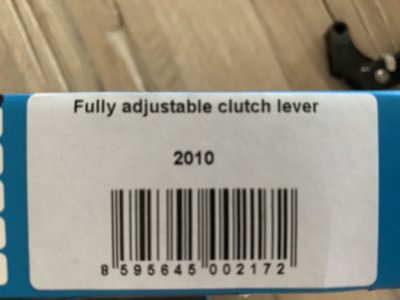 Fully adjustable clutch lever
2010
8 595645 002172